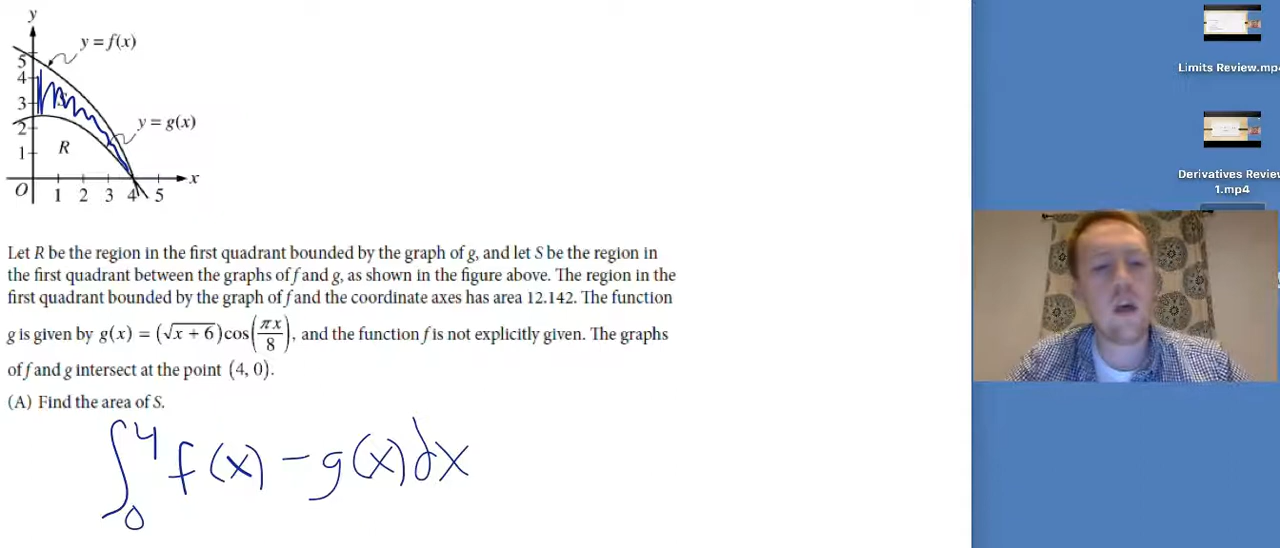 y
y = f(x)
5
4
3
S
2
y = g(x)
1
R
O
1 2 3 4 5
x
Let R be the region in the first quadrant bounded by the graph of g, and let S be the region in
the first quadrant between the graphs of f and g, as shown in the figure above. The region in the
first quadrant bounded by the graph of f and the coordinate axes has area 12.142. The function
g is given by g(x) = (√x + 6)cos(πx/8), and the function f is not explicitly given. The graphs
of f and g intersect at the point (4, 0).
(A) Find the area of S.
∫₀⁴ f(x) - g(x) dx
Limits Review.mp4
Derivatives Review
1.mp4